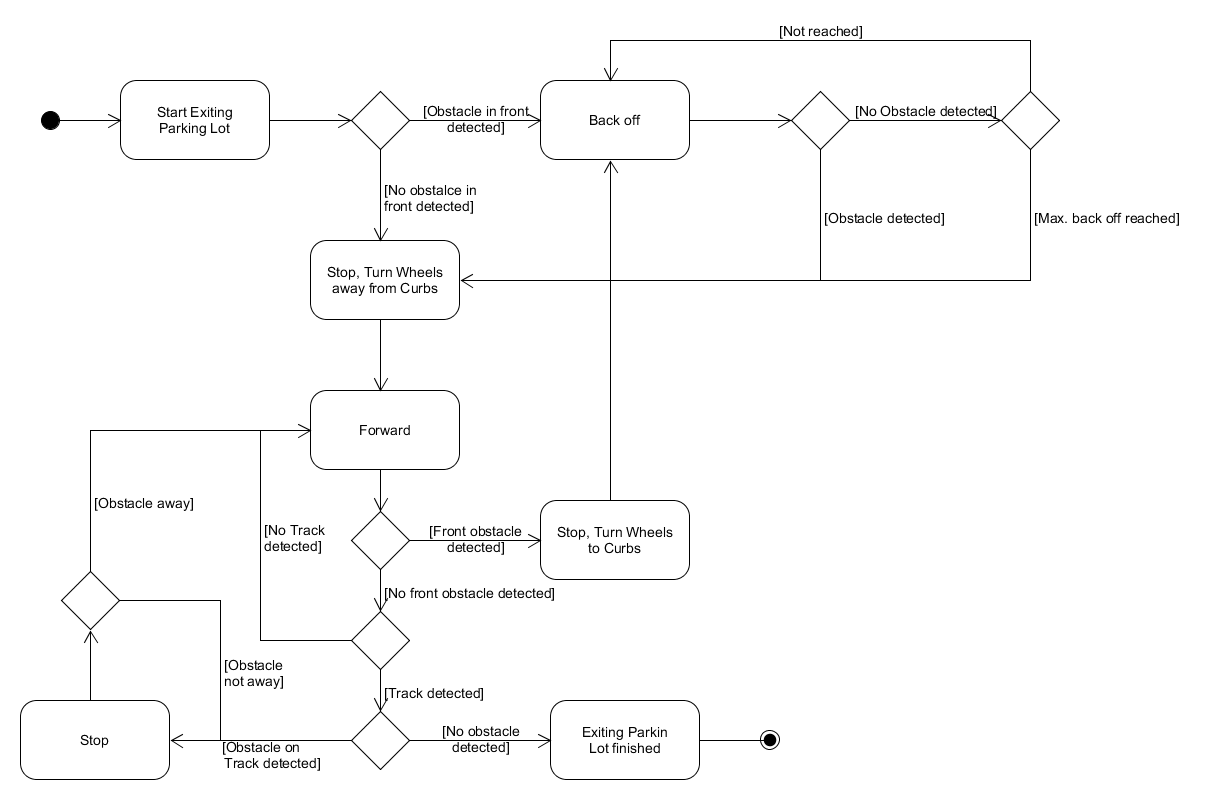 [Not reached]
Start Exiting
Parking Lot
[Obstacle in front
detected]
Back off
[No Obstacle detected]
[No obstalce in
front detected]
[Obstacle detected]
[Max. back off reached]
Stop, Turn Wheels
away from Curbs
Forward
[Obstacle away]
[No Track
detected]
[Front obstacle
detected]
Stop, Turn Wheels
to Curbs
[No front obstacle detected]
[Obstacle
not away]
[Track detected]
Stop
[Obstacle on
Track detected]
[No obstacle
detected]
Exiting Parkin
Lot finished